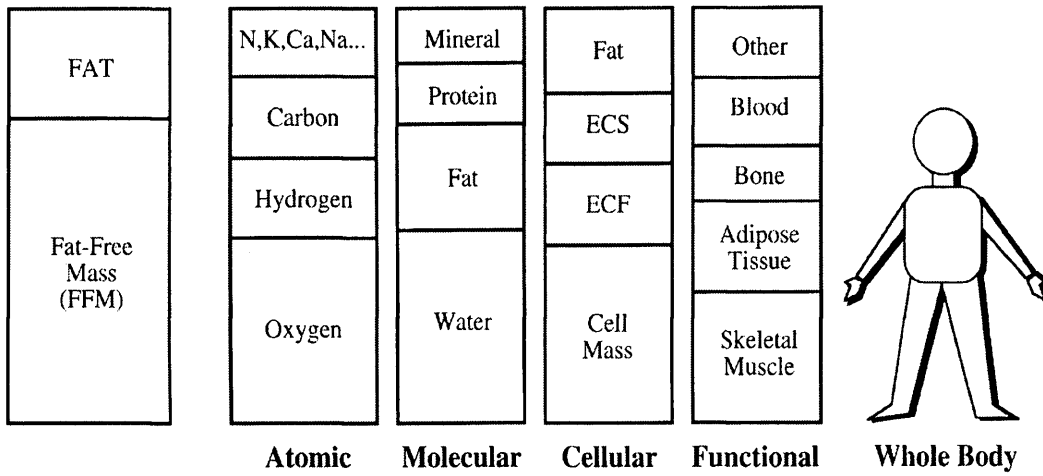 FAT
Fat-Free
Mass
(FFM)
N,K,Ca,Na...
Carbon
Hydrogen
Oxygen
Mineral
Protein
Fat
Water
Fat
ECS
ECF
Cell
Mass
Other
Blood
Bone
Adipose
Tissue
Skeletal
Muscle
Atomic
Molecular
Cellular
Functional
Whole Body